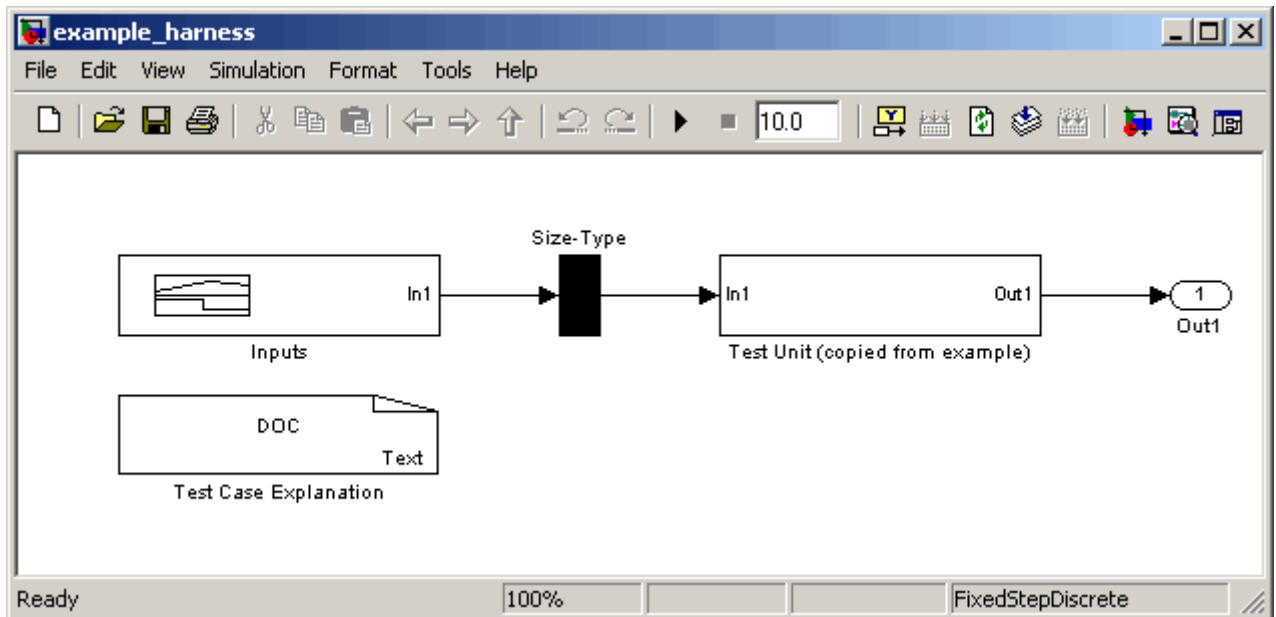 example_harness
File Edit View Simulation Format Tools Help
10.0
Size-Type
In1
In1
Out1
1
Out1
Inputs
Test Unit (copied from example)
DOC
Text
Test Case Explanation
Ready 100% FixedStepDiscrete